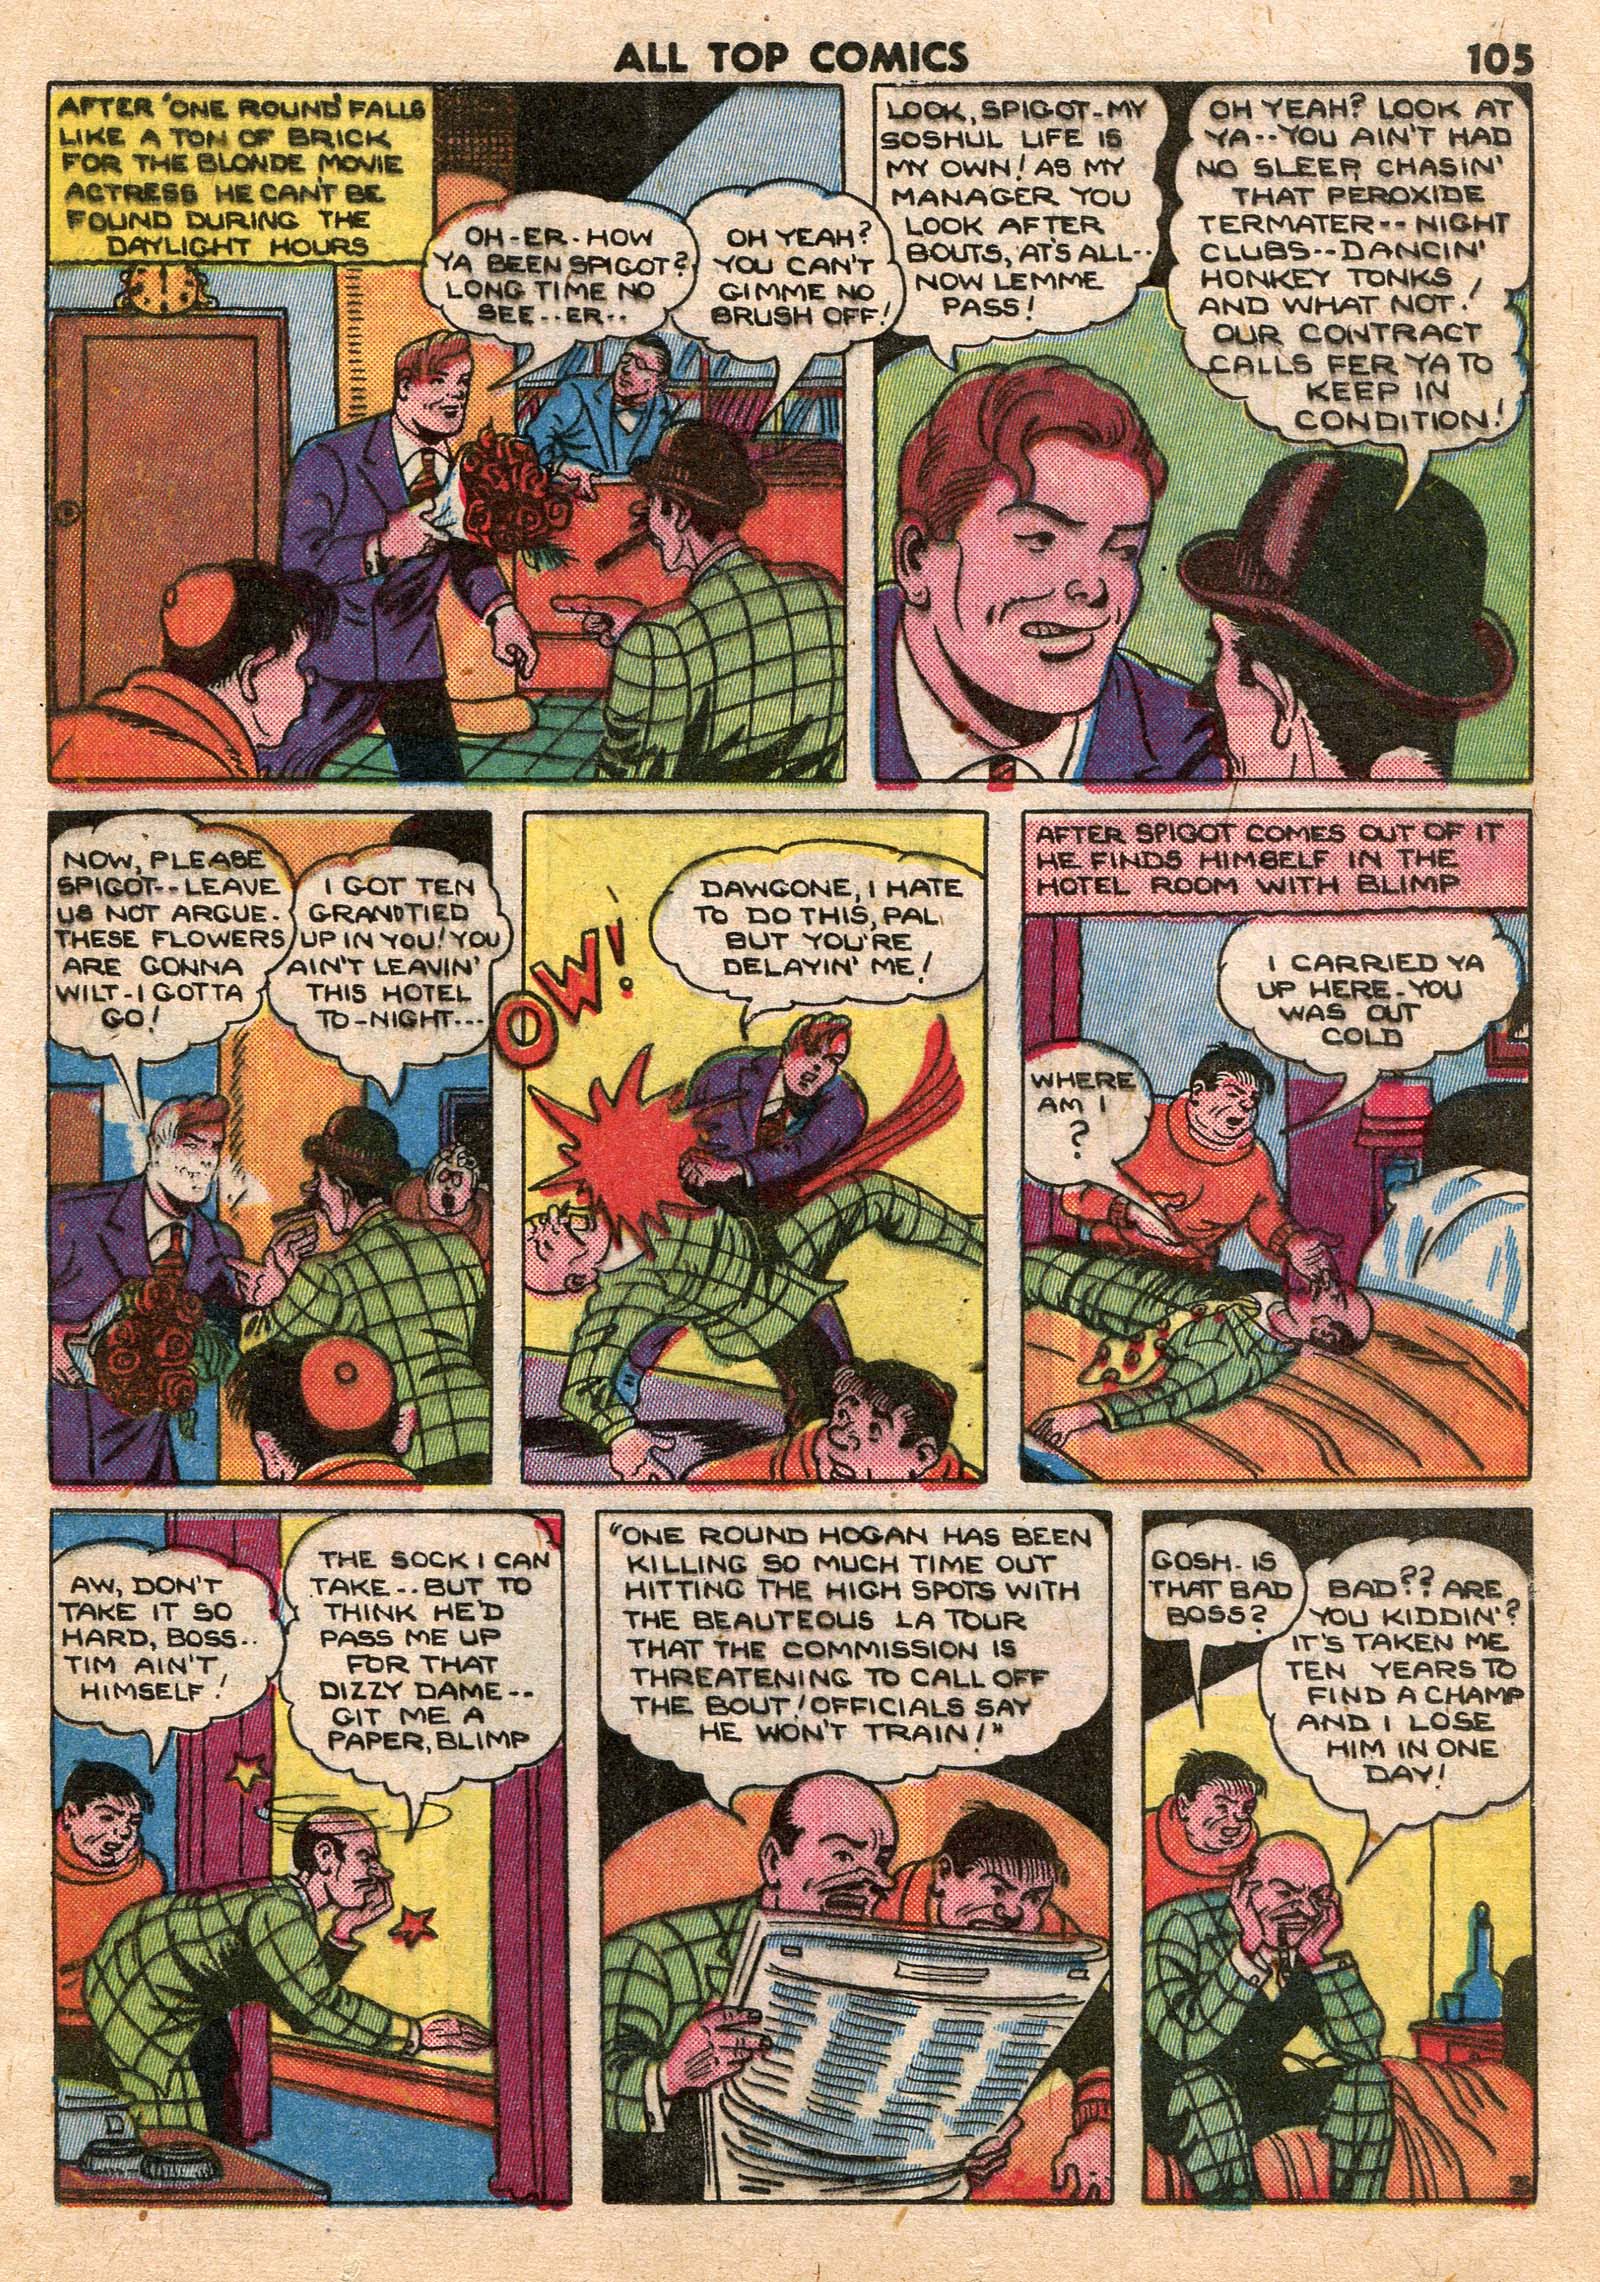 ALL TOP COMICS
105
AFTER 'ONE ROUND' FALLS
LIKE A TON OF BRICK
FOR THE BLONDE MOVIE
ACTRESS HE CAN'T BE
FOUND DURING THE
DAYLIGHT HOURS
OH-ER-HOW
YA BEEN SPIGOT?
LONG TIME NO
SEE--ER--
OH YEAH?
YOU CAN'T
GIMME NO
BRUSH OFF!
LOOK, SPIGOT-MY
SOSHUL LIFE IS
MY OWN! AS MY
MANAGER YOU
LOOK AFTER
BOUTS, AT'S ALL--
NOW LEMME
PASS!
OH YEAH? LOOK AT
YA--YOU AIN'T HAD
NO SLEEP, CHASIN'
THAT PEROXIDE
TERMATER--NIGHT
CLUBS--DANCIN'
HONKEY TONKS,
AND WHAT NOT!
OUR CONTRACT
CALLS FER YA TO
KEEP IN
CONDITION!
NOW, PLEASE
SPIGOT--LEAVE
US NOT ARGUE.
THESE FLOWERS
ARE GONNA
WILT-I GOTTA
GO!
I GOT TEN
GRAND TIED
UP IN YOU! YOU
AIN'T LEAVIN'
THIS HOTEL
TO-NIGHT---
OW!
DAWGONE, I HATE
TO DO THIS, PAL
BUT YOU'RE
DELAYIN' ME!
AFTER SPIGOT COMES OUT OF IT
HE FINDS HIMSELF IN THE
HOTEL ROOM WITH BLIMP
WHERE
AM I
?
I CARRIED YA
UP HERE-YOU
WAS OUT
COLD
AW, DON'T
TAKE IT SO
HARD, BOSS--
TIM AIN'T
HIMSELF!
THE SOCK I CAN
TAKE--BUT TO
THINK HE'D
PASS ME UP
FOR THAT
DIZZY DAME--
GIT ME A
PAPER, BLIMP
"ONE ROUND HOGAN HAS BEEN
KILLING SO MUCH TIME OUT
HITTING THE HIGH SPOTS WITH
THE BEAUTEOUS LA TOUR
THAT THE COMMISSION IS
THREATENING TO CALL OFF
THE BOUT! OFFICIALS SAY
HE WON'T TRAIN!"
GOSH-IS
THAT BAD
BOSS?
BAD?? ARE
YOU KIDDIN'?
IT'S TAKEN ME
TEN YEARS TO
FIND A CHAMP
AND I LOSE
HIM IN ONE
DAY!